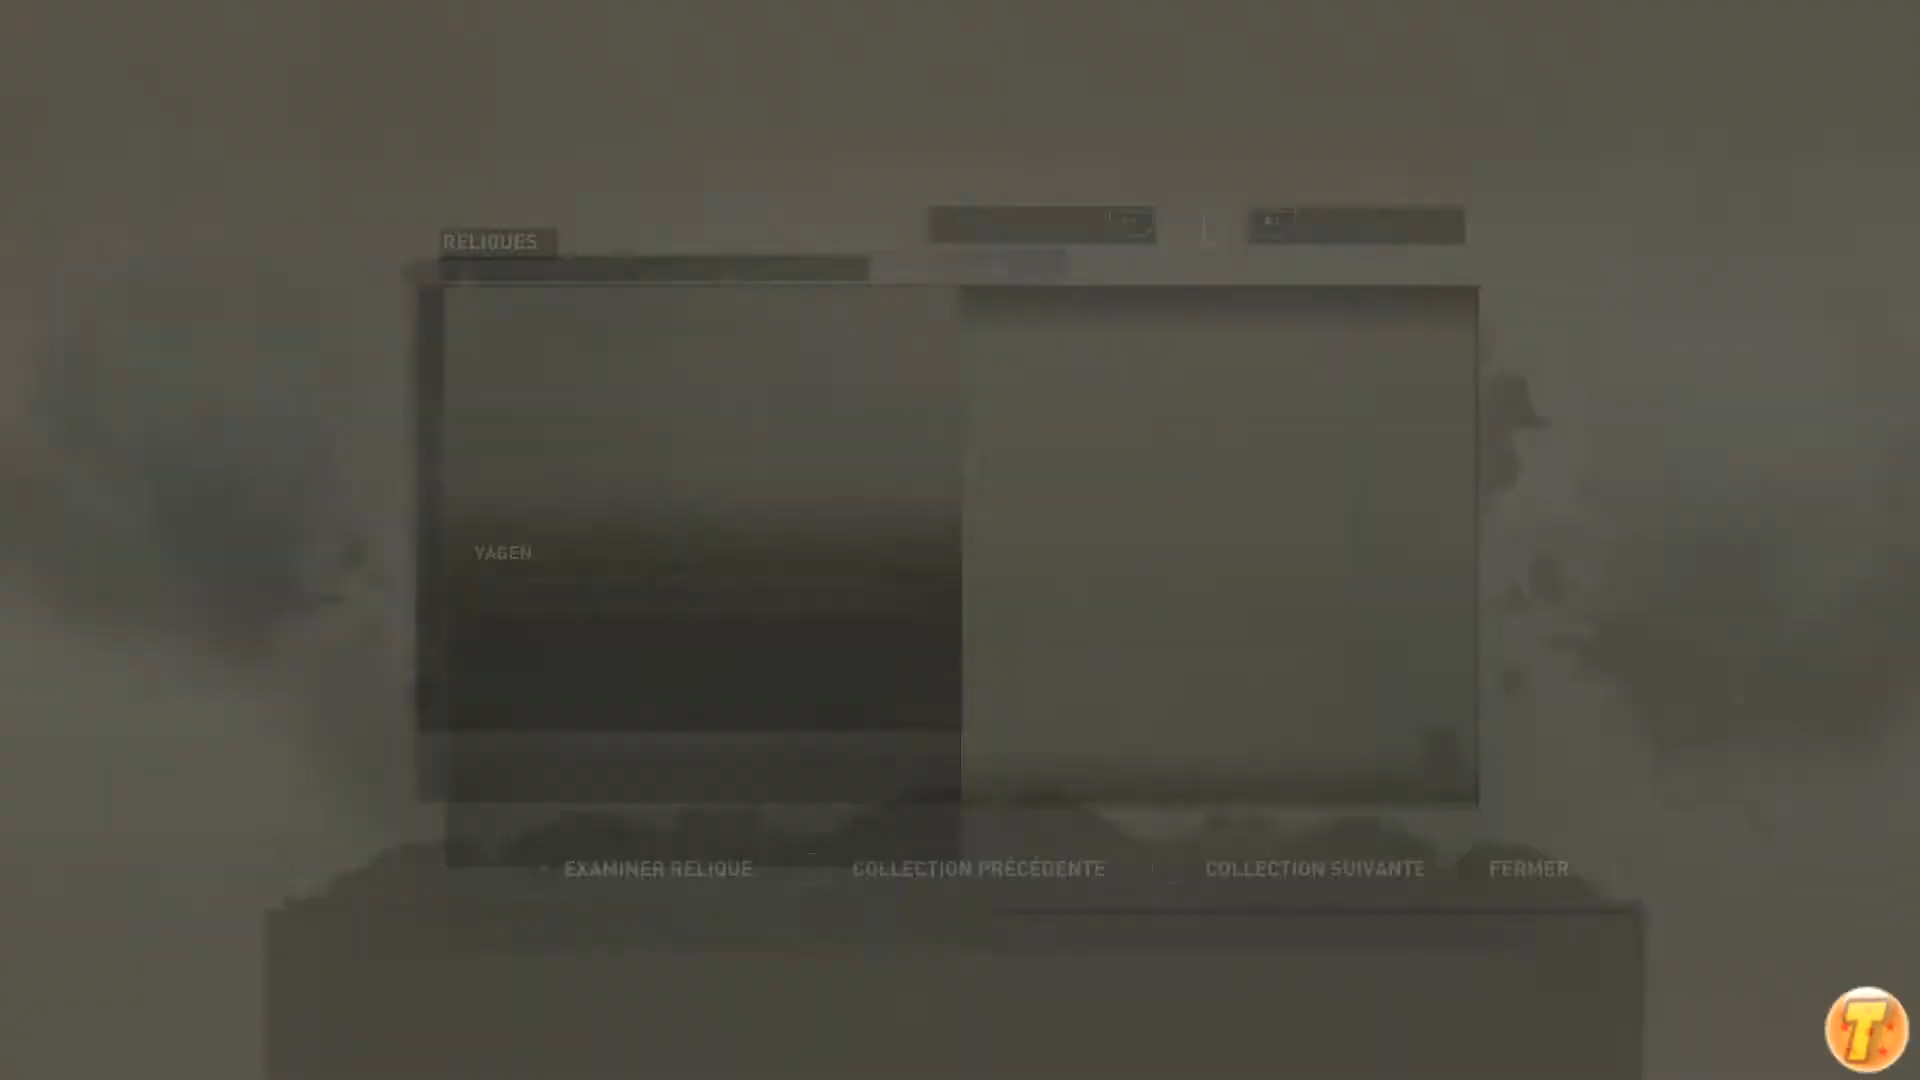 RELIQUES
YAGEN
EXAMINER RELIQUE COLLECTION PRÉCÉDENTE COLLECTION SUIVANTE FERMER
T